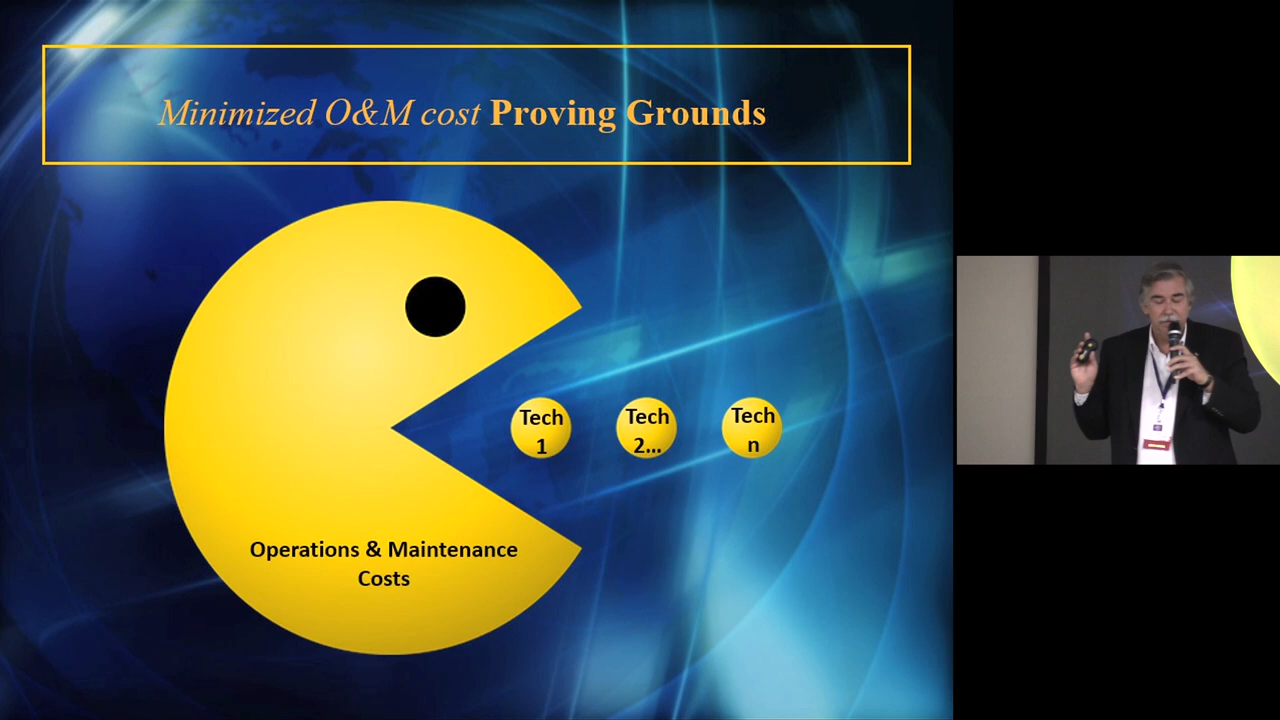 Minimized O&M cost Proving Grounds
Tech
1
Tech
2...
Tech
n
Operations & Maintenance
Costs